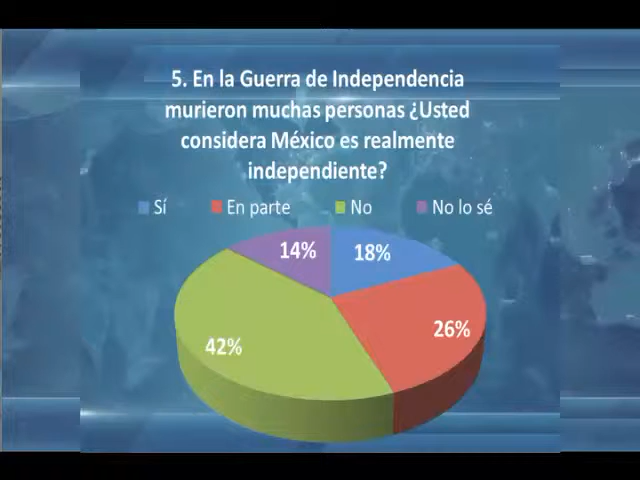 5. En la Guerra de Independencia
murieron muchas personas ¿Usted
considera México es realmente
independiente?
Sí En parte No No lo sé
14% 18%
26%
42%